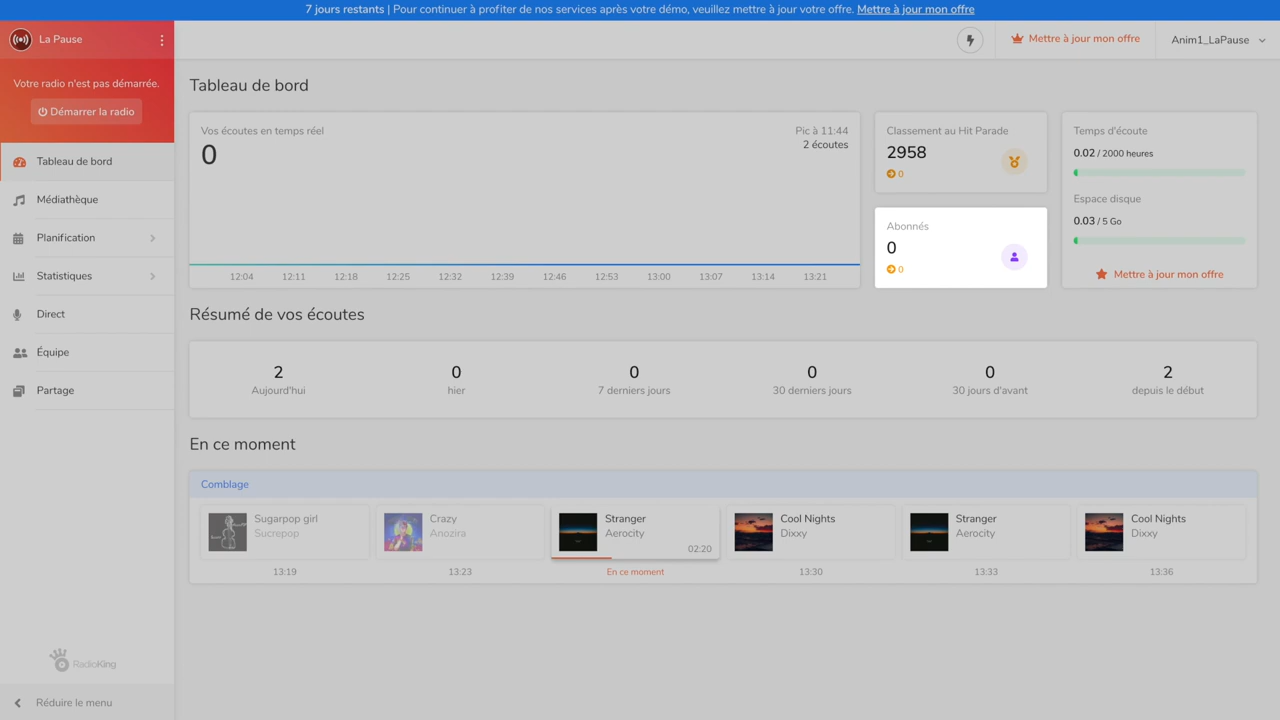 7 jours restants | Pour continuer à profiter de nos services après votre démo, veuillez mettre à jour votre offre. Mettre à jour mon offre
La Pause
Mettre à jour mon offre
Anim1_LaPause
Votre radio n'est pas démarrée.
Démarrer la radio
Tableau de bord
Médiathèque
Planification
Statistiques
Direct
Équipe
Partage
RadioKing
Réduire le menu
Tableau de bord
Vos écoutes en temps réel
0
Pic à 11:44
2 écoutes
12:04 12:11 12:18 12:25 12:32 12:39 12:46 12:53 13:00 13:07 13:14 13:21
Classement au Hit Parade
2958
0
Abonnés
0
0
Temps d'écoute
0.02 / 2000 heures
Espace disque
0.03 / 5 Go
Mettre à jour mon offre
Résumé de vos écoutes
2 0 0 0 0 2
Aujourd'hui hier 7 derniers jours 30 derniers jours 30 jours d'avant depuis le début
En ce moment
Comblage
Sugarpop girl
Sucrepop
13:19
Crazy
Anozira
13:23
Stranger
Aerocity
02:20
En ce moment
Cool Nights
Dixxy
13:30
Stranger
Aerocity
13:33
Cool Nights
Dixxy
13:36